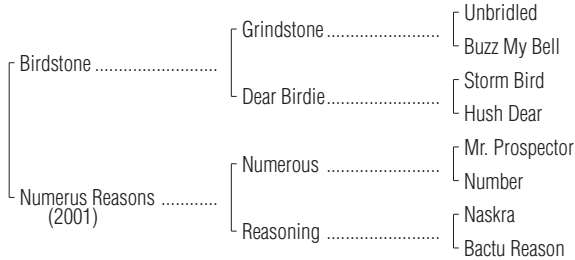 Unbridled
Grindstone ............................
Buzz My Bell
Birdstone ..............................
Storm Bird
Dear Birdie ............................
Hush Dear
Mr. Prospector
Numerous ............................
Number
Numerus Reasons ..............
(2001)
Naskra
Reasoning ............................
Bactu Reason